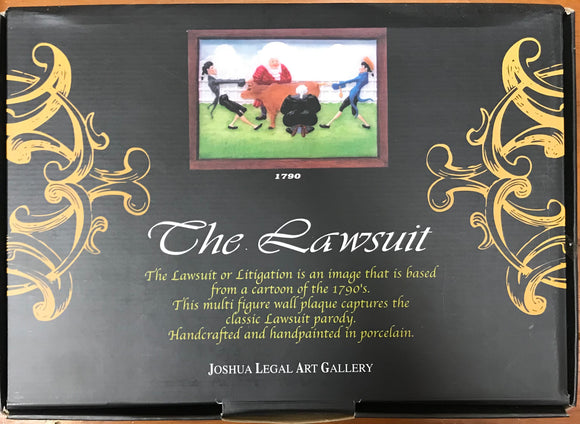 1790
The Lawsuit
The Lawsuit or Litigation is an image that is based
from a cartoon of the 1790's.
This multi figure wall plaque captures the
classic Lawsuit parody.
Handcrafted and handpainted in porcelain.
JOSHUA LEGAL ART GALLERY